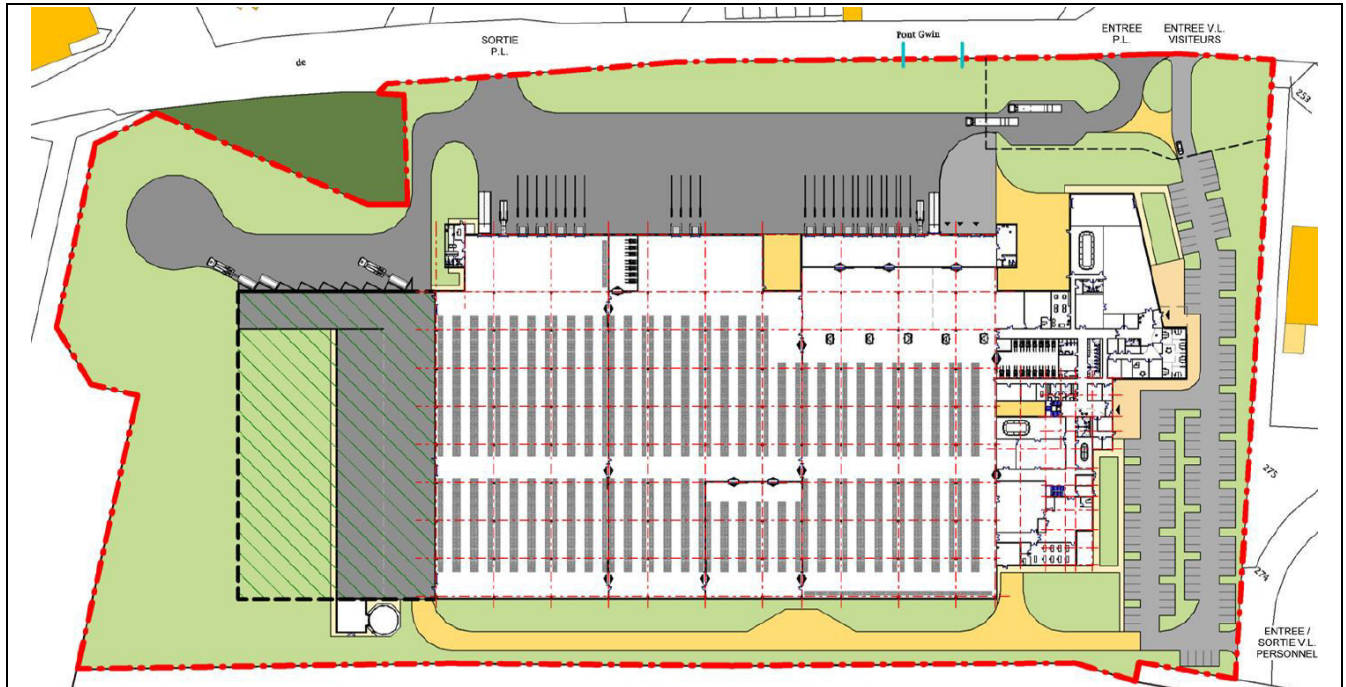 SORTIE
P.L.
de
Pont Gwin
ENTREE
P.L.
ENTREE V.L.
VISITEURS
253
275
274
ENTREE /
SORTIE V.L.
PERSONNEL